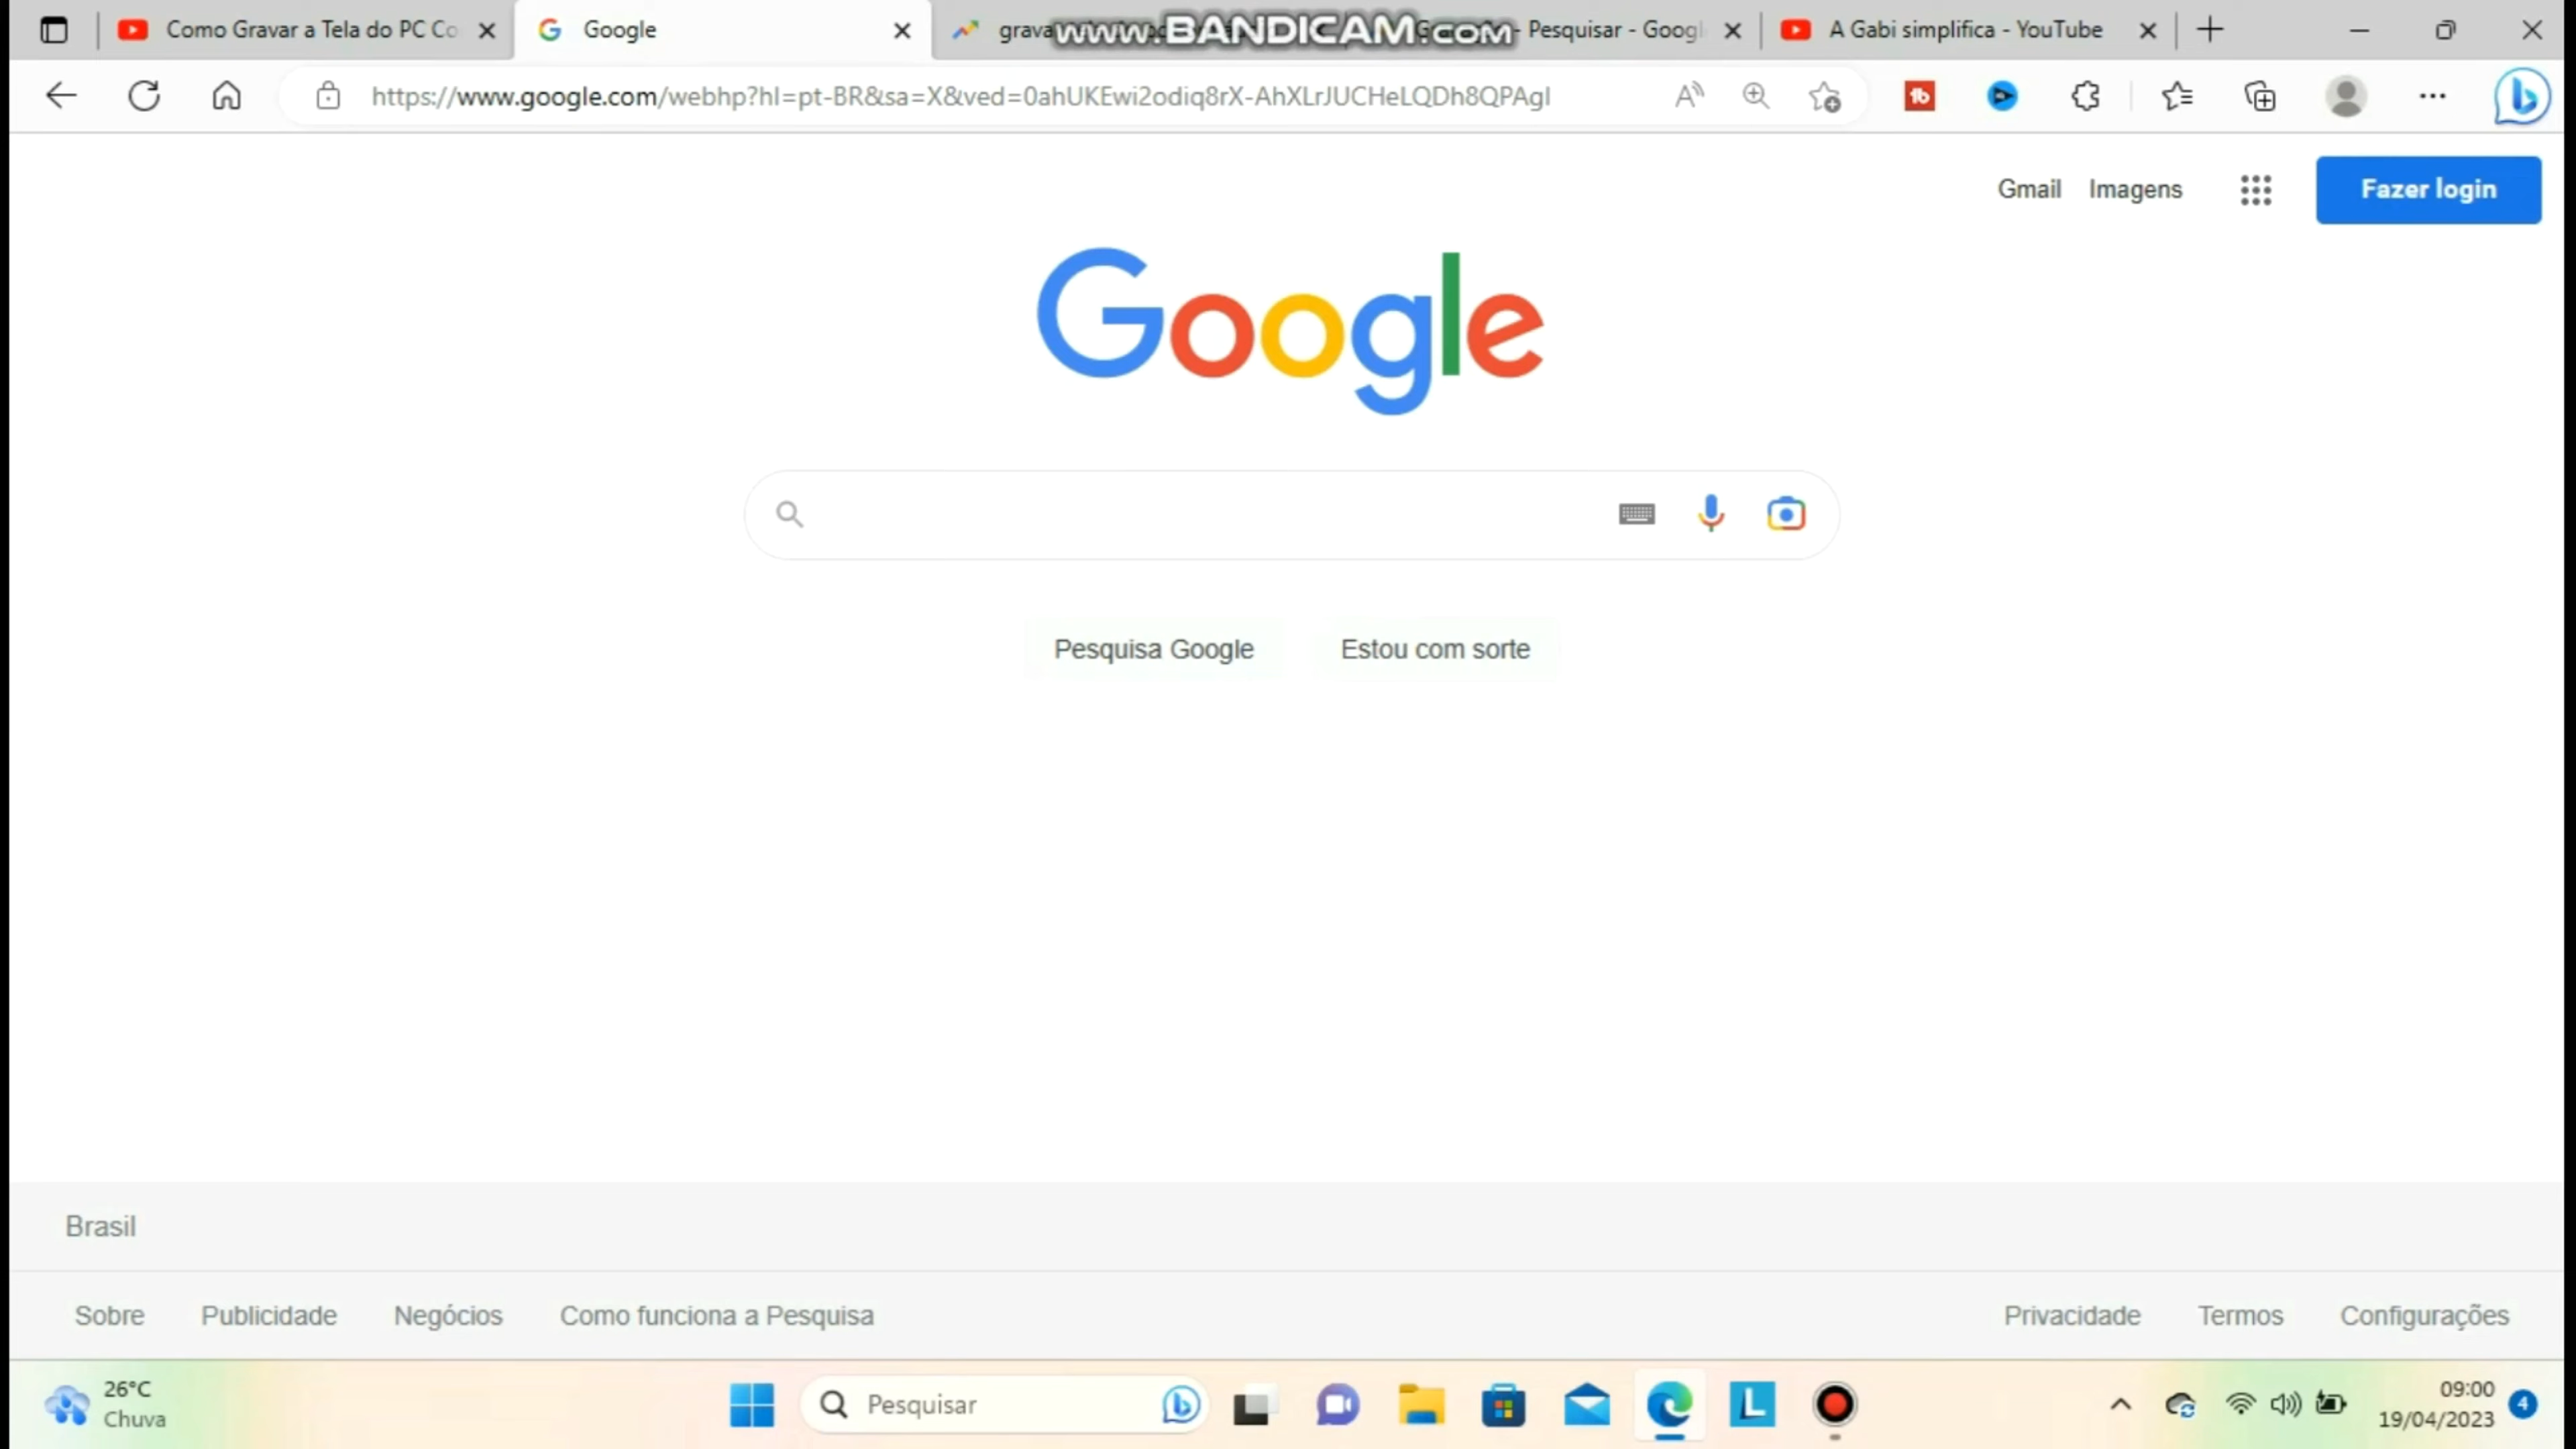 Como Gravar a Tela do PC Co
Google
grava
www.BANDICAM.com
- Pesquisar - Googl
A Gabi simplifica - YouTube
https://www.google.com/webhp?hl=pt-BR&sa=X&ved=0ahUKEwi2odiq8rX-AhXLrJUCHeLQDh8QPAgI
Gmail
Imagens
Fazer login
Google
Pesquisa Google
Estou com sorte
Brasil
Sobre
Publicidade
Negócios
Como funciona a Pesquisa
Privacidade
Termos
Configurações
26°C
Chuva
Pesquisar
09:00
19/04/2023
4